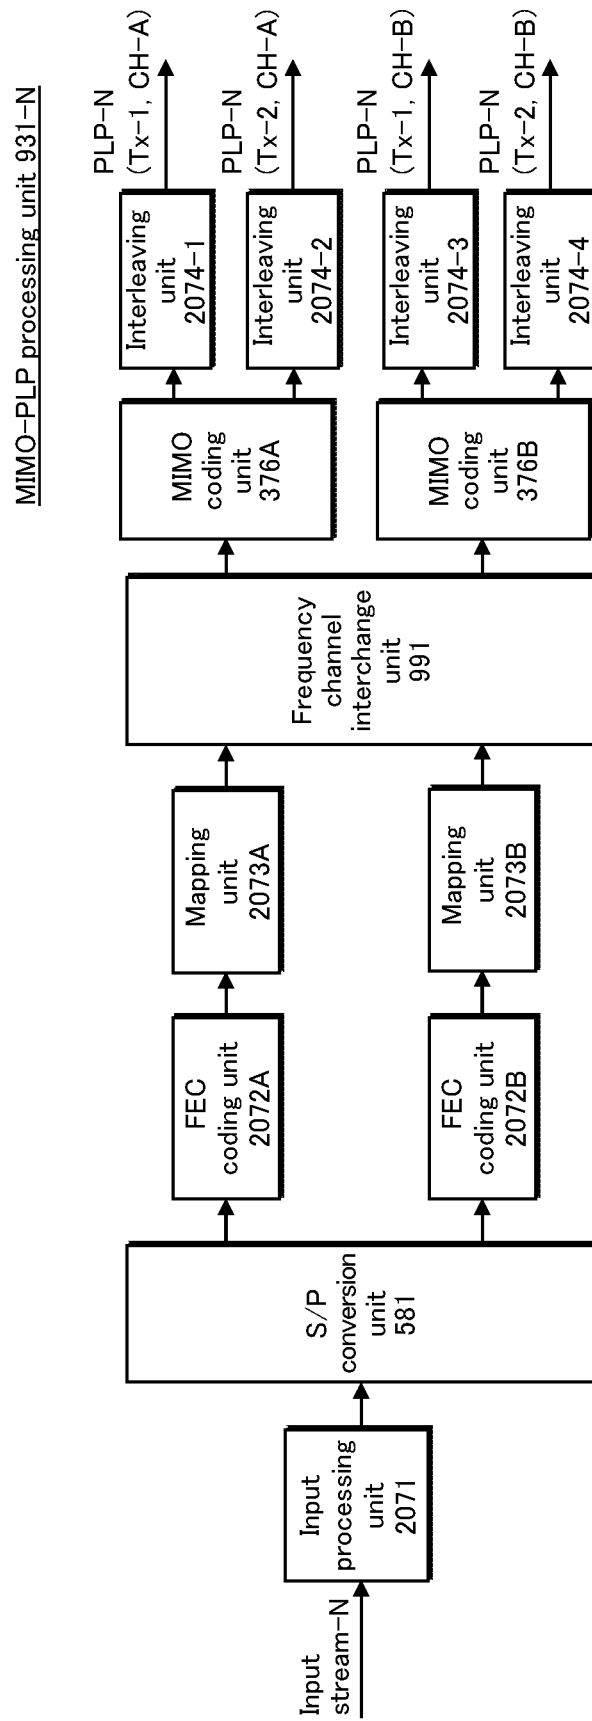 MIMO-PLP processing unit 931-N
Input
stream-N
Input
processing
unit
2071
S/P
conversion
unit
581
FEC
coding unit
2072A
Mapping
unit
2073A
FEC
coding unit
2072B
Mapping
unit
2073B
Frequency
channel
interchange
unit
991
MIMO
coding
unit
376A
MIMO
coding
unit
376B
Interleaving
unit
2074-1
PLP-N
(Tx-1, CH-A)
Interleaving
unit
2074-2
PLP-N
(Tx-2, CH-A)
Interleaving
unit
2074-3
PLP-N
(Tx-1, CH-B)
Interleaving
unit
2074-4
PLP-N
(Tx-2, CH-B)